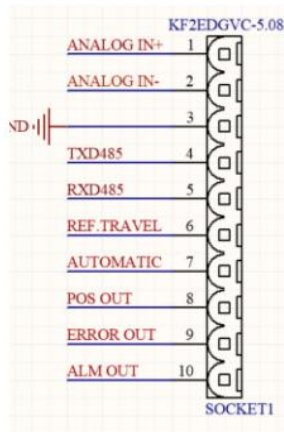 KF2EDGVC-5.08
ANALOG IN+ 1
ANALOG IN- 2
ND 3
TXD485 4
RXD485 5
REF.TRAVEL 6
AUTOMATIC 7
POS OUT 8
ERROR OUT 9
ALM OUT 10
SOCKET1